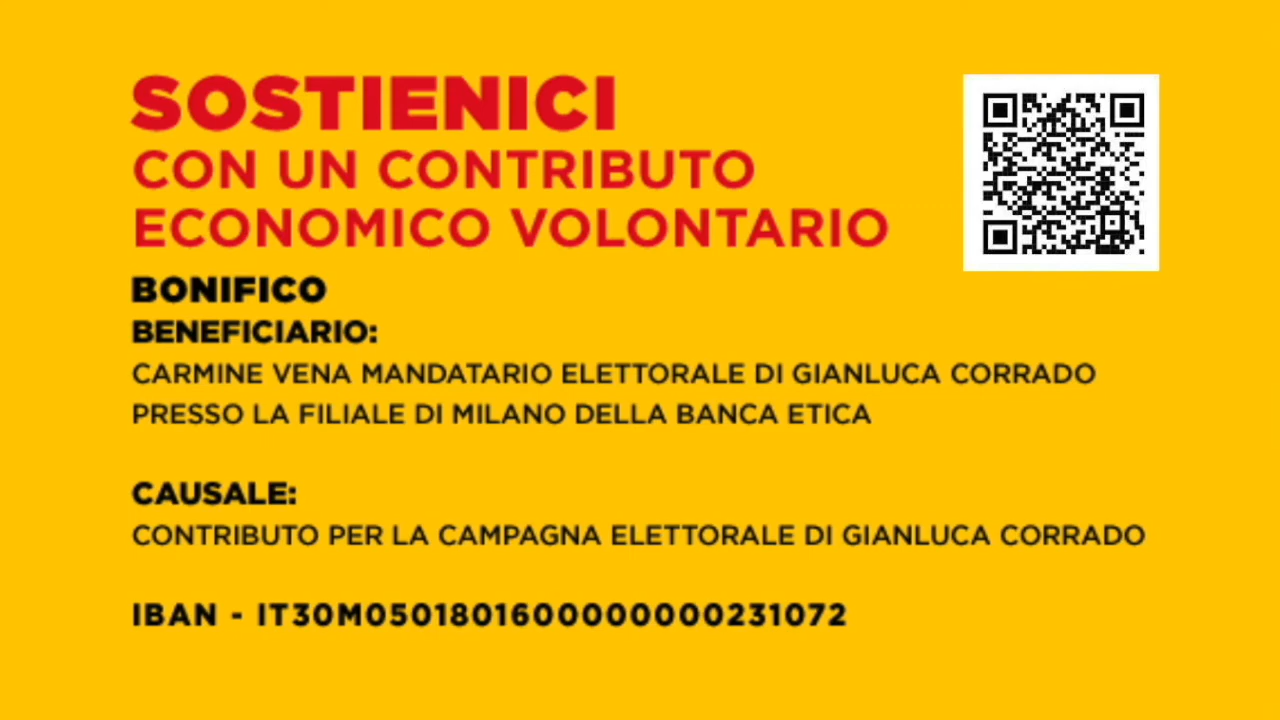 SOSTIENICI
CON UN CONTRIBUTO
ECONOMICO VOLONTARIO
BONIFICO
BENEFICIARIO:
CARMINE VENA MANDATARIO ELETTORALE DI GIANLUCA CORRADO
PRESSO LA FILIALE DI MILANO DELLA BANCA ETICA
CAUSALE:
CONTRIBUTO PER LA CAMPAGNA ELETTORALE DI GIANLUCA CORRADO
IBAN - IT30M0501801600000000231072